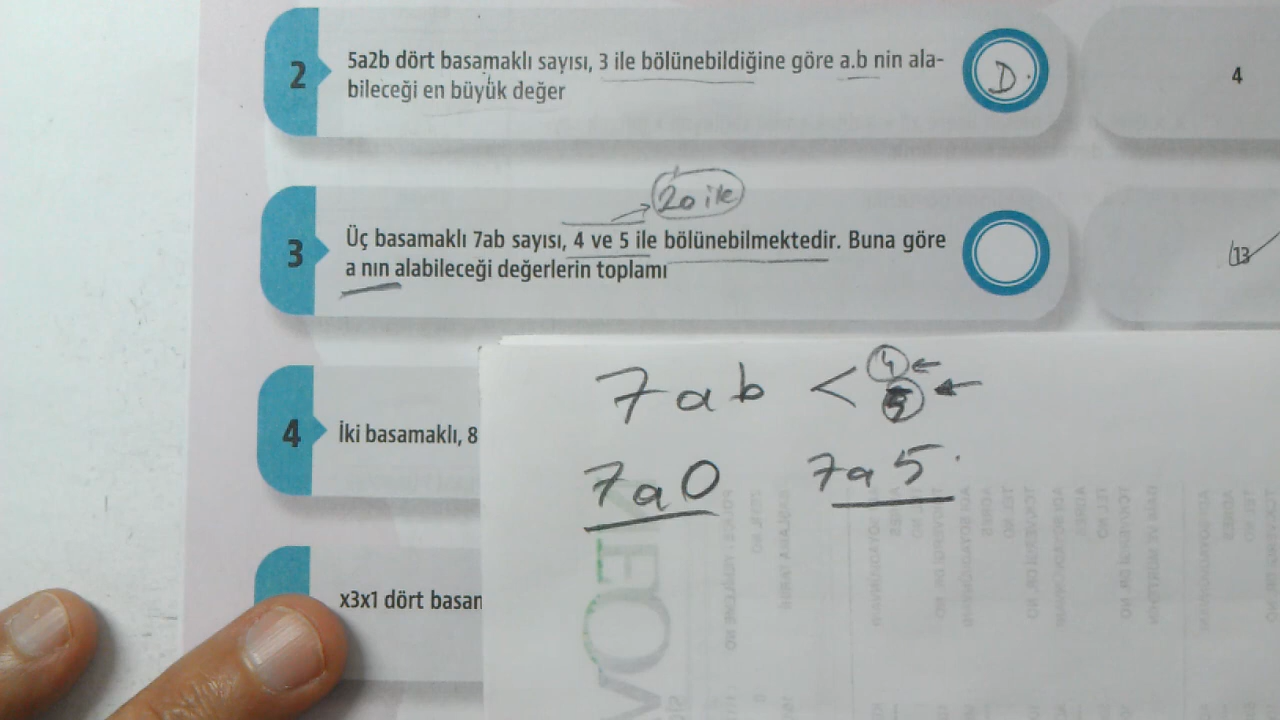 2
5a2b dört basamaklı sayısı, 3 ile bölünebildiğine göre a.b nin ala-
bileceği en büyük değer
D.
4
20 ile
3
Üç basamaklı 7ab sayısı, 4 ve 5 ile bölünebilmektedir. Buna göre
a nın alabileceği değerlerin toplamı
7ab < 4
5
7a0 7a5.
4
İki basamaklı, 8
x3x1 dört basam